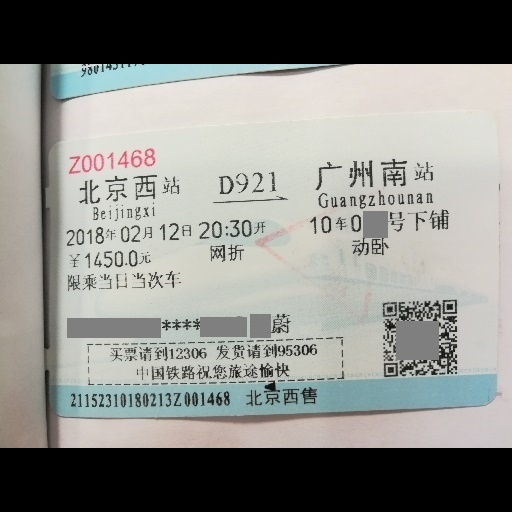 Z001468
北京西站 D921 广州南站
Beijingxi Guangzhounan
2018年02月12日20:30开 10车0 号下铺
￥1450.0元 网折 动卧
限乘当日当次车
**** 蔚
买票请到12306 发货请到95306
中国铁路祝您旅途愉快
21152310180213Z001468 北京西售